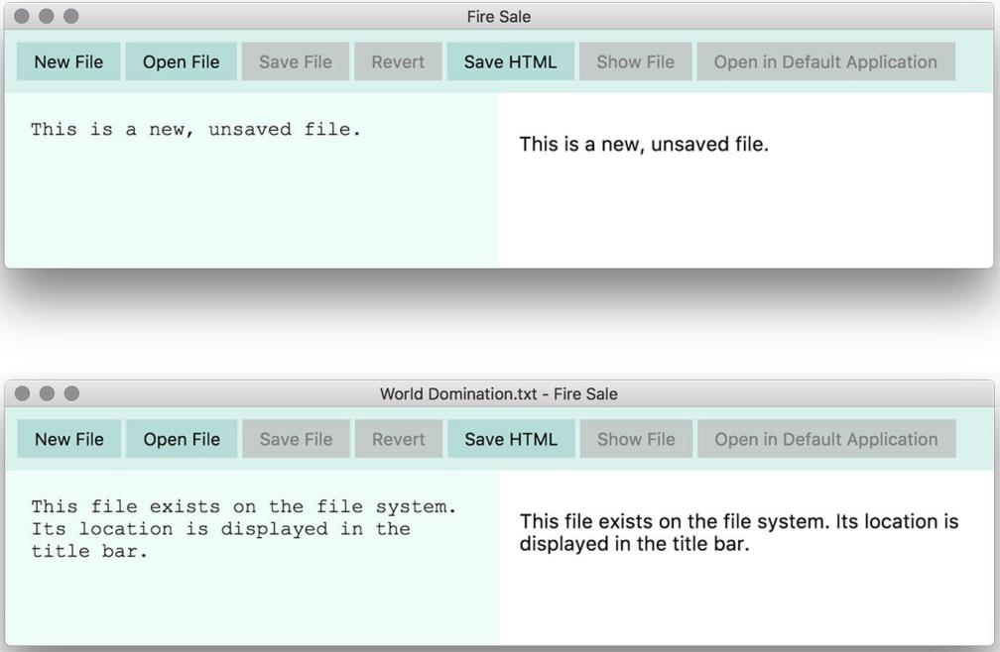 Fire Sale
New File Open File Save File Revert Save HTML Show File Open in Default Application
This is a new, unsaved file.
This is a new, unsaved file.
World Domination.txt - Fire Sale
New File Open File Save File Revert Save HTML Show File Open in Default Application
This file exists on the file system.
Its location is displayed in the
title bar.
This file exists on the file system. Its location is
displayed in the title bar.